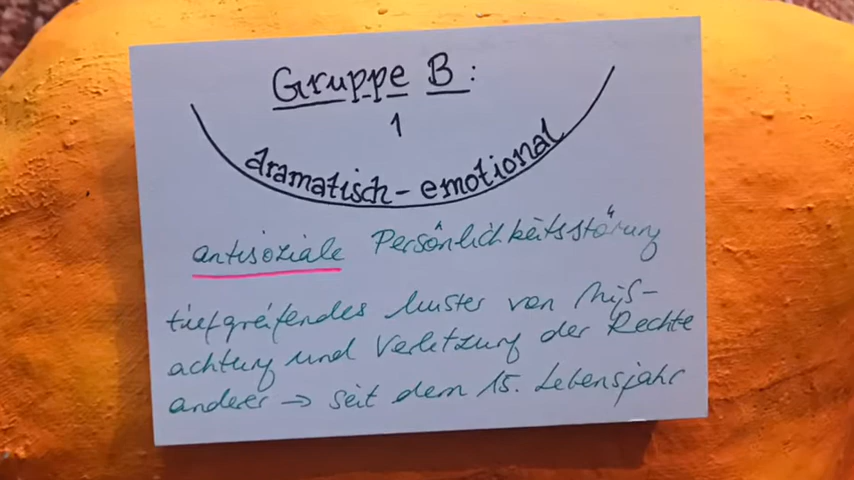 Gruppe B:
1
dramatisch - emotional
antisoziale Persönlichkeitsstörung
tiefgreifendes Muster von Miß-
achtung und Verletzung der Rechte
anderer → seit dem 15. Lebensjahr